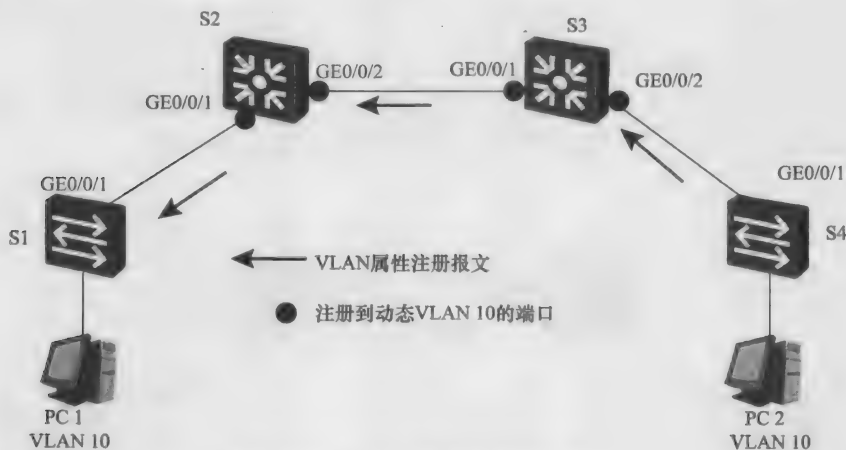 S2
S3
GE0/0/2
GE0/0/1
GE0/0/1
GE0/0/2
GE0/0/1
GE0/0/1
S1
S4
VLAN属性注册报文
注册到动态VLAN 10的端口
PC 1
VLAN 10
PC 2
VLAN 10